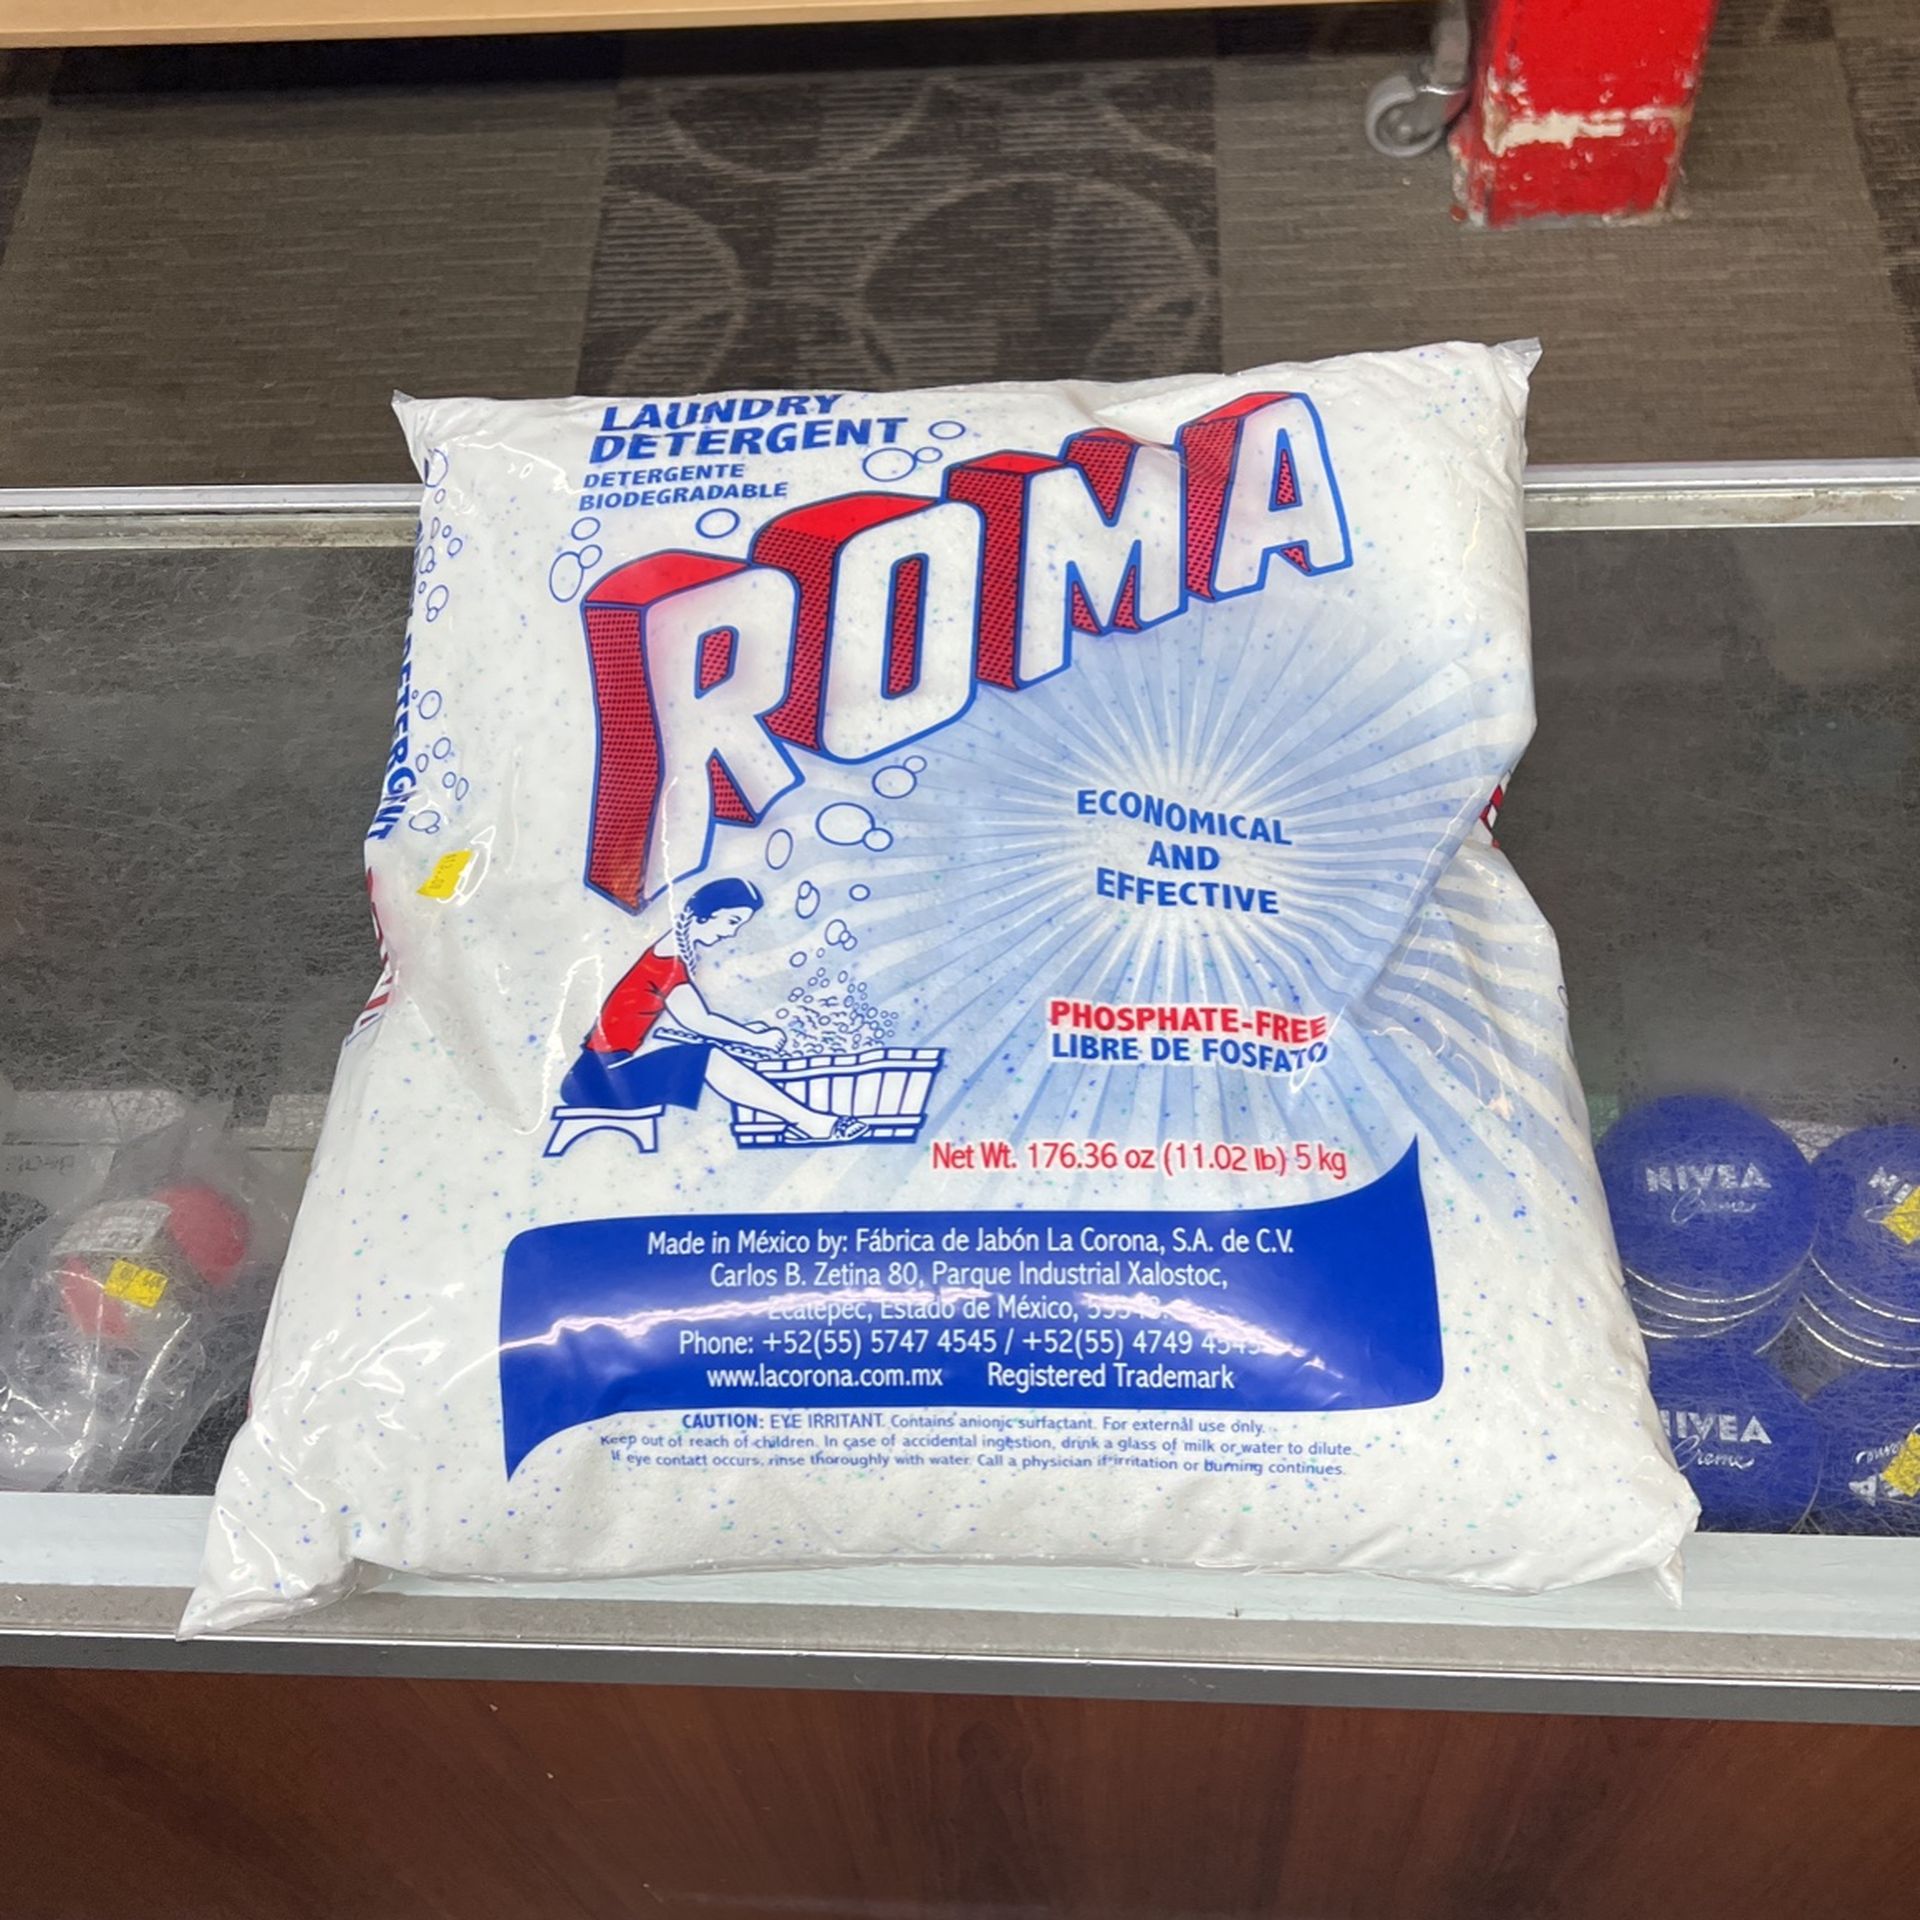 LAUNDRY
DETERGENT
DETERGENTE
BIODEGRADABLE
ROMA
ECONOMICAL
AND
EFFECTIVE
PHOSPHATE-FREE
LIBRE DE FOSFATO
Net Wt. 176.36 oz (11.02 lb) 5 kg
Made in México by: Fábrica de Jabón La Corona, S.A. de C.V.
Carlos B. Zetina 80, Parque Industrial Xalostoc,
Ecatepec, Estado de México,
Phone: +52(55) 5747 4545 / +52(55) 4749
www.lacorona.com.mx Registered Trademark
CAUTION: EYE IRRITANT. Contains anionic surfactant. For external use only.
Keep out of reach of children. In case of accidental ingestion, drink a glass of milk or water to dilute.
If eye contact occurs, rinse thoroughly with water. Call a physician if irritation or burning continues.
DETERGENT
NIVEA
Creme
NIVEA
Creme